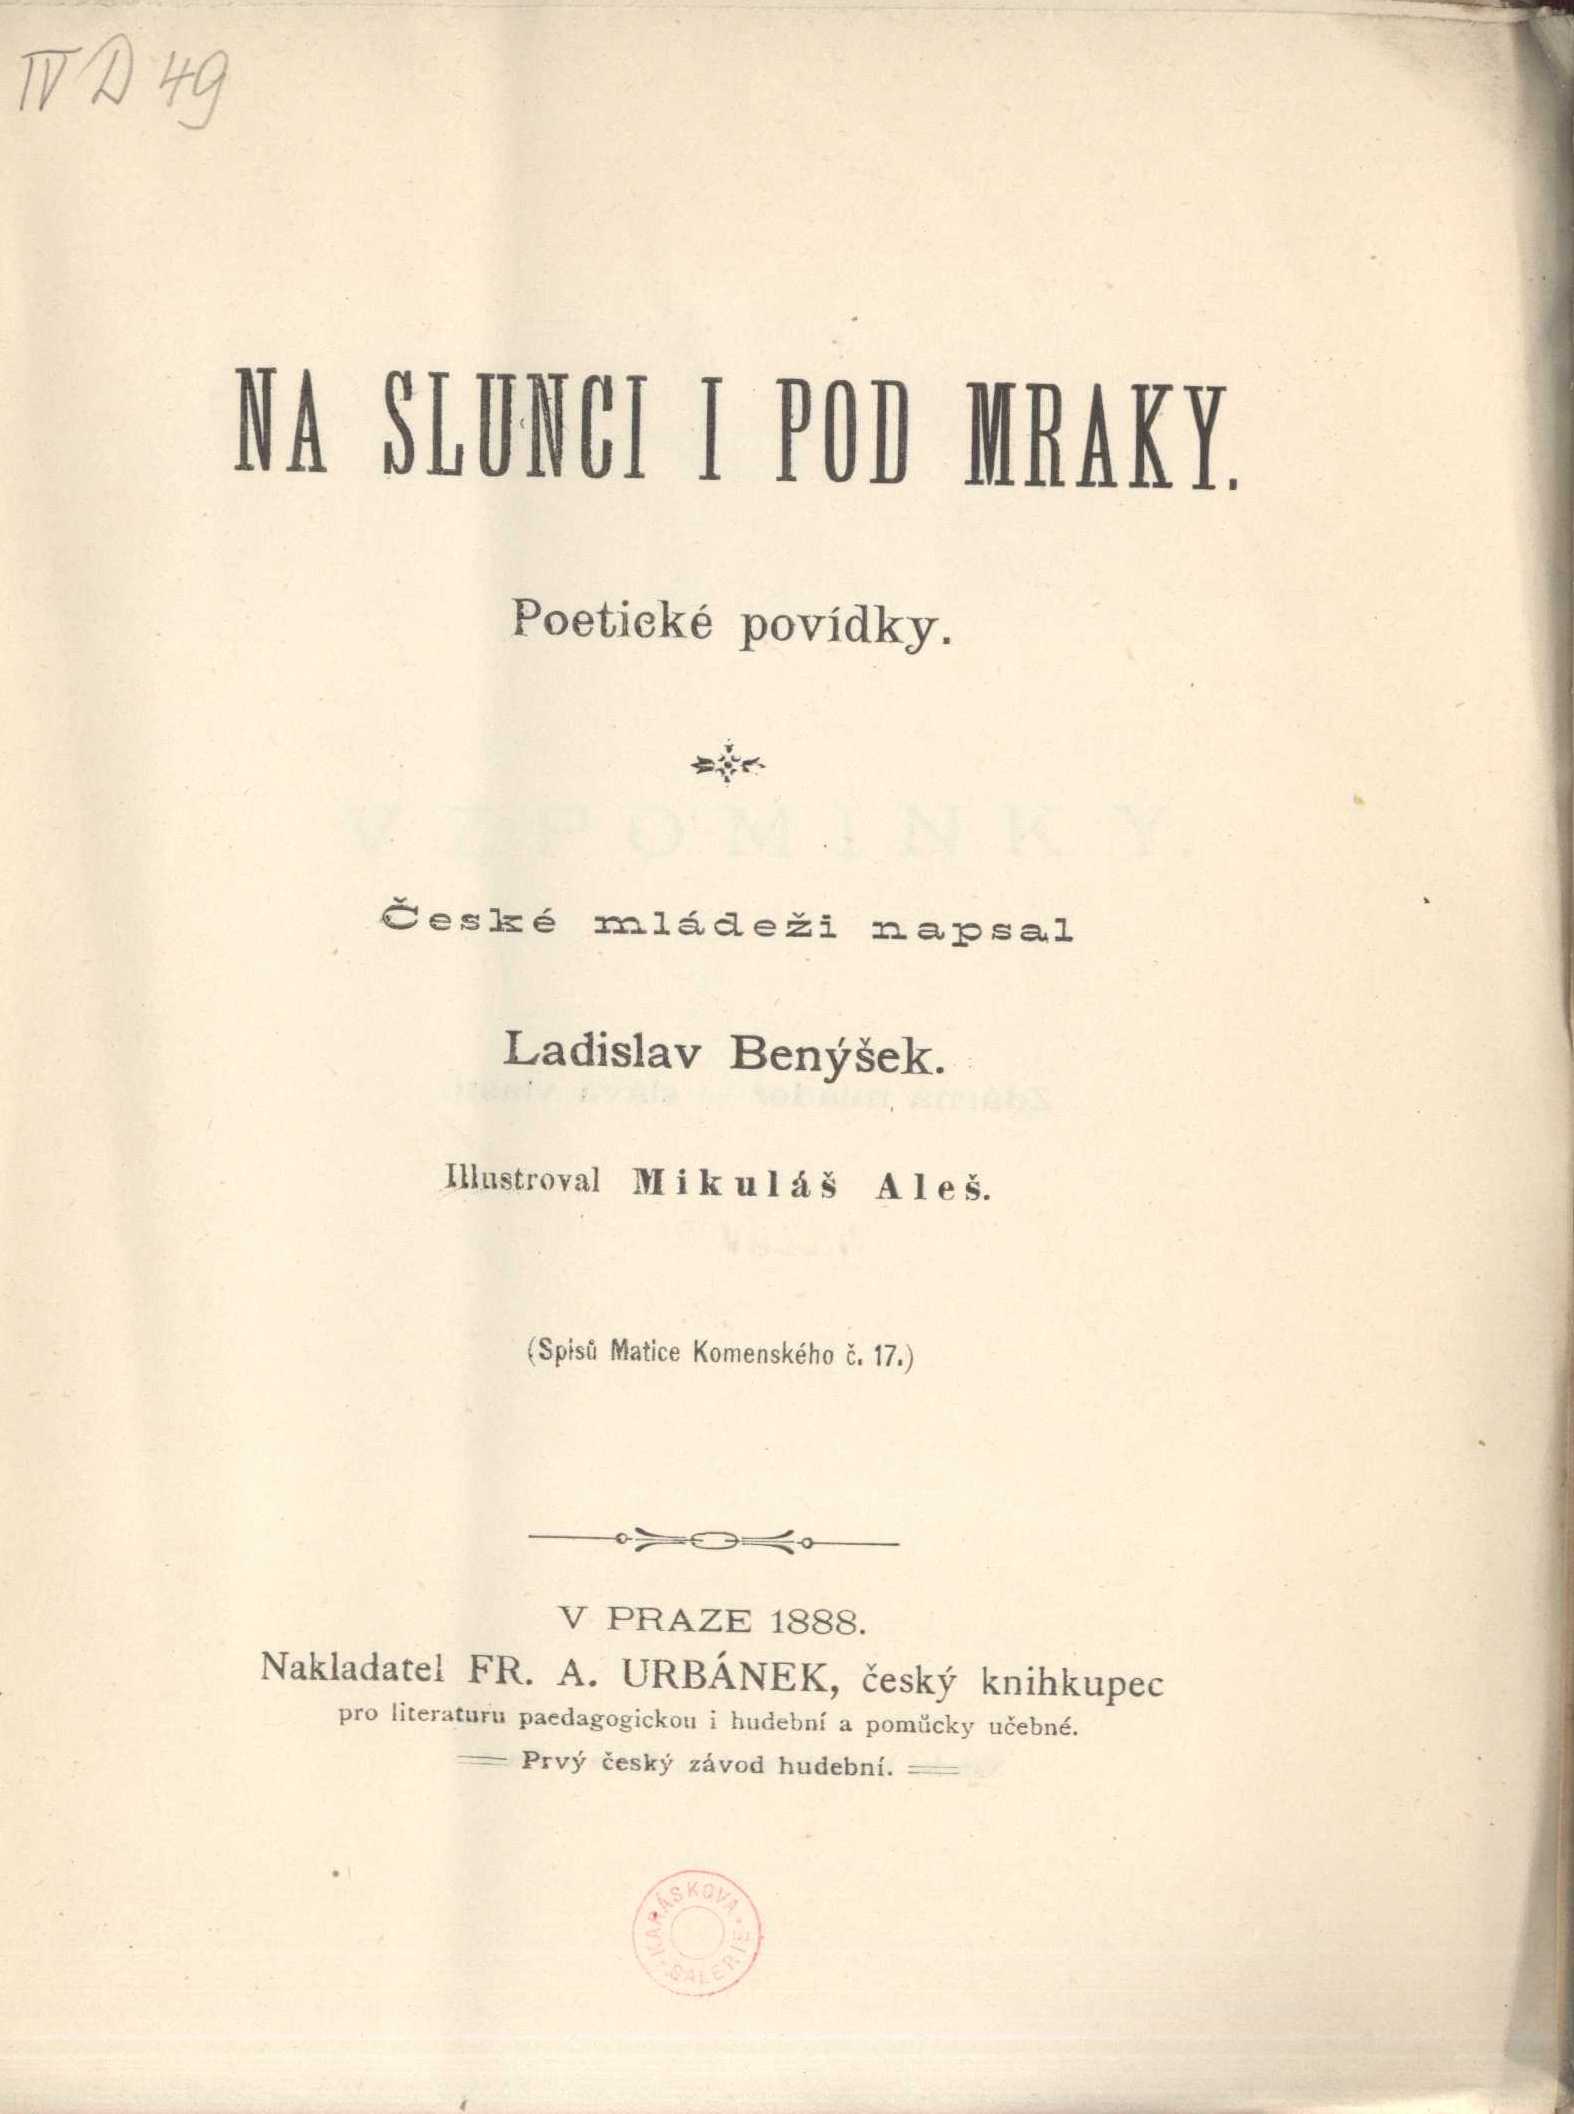 IV D 49
NA SLUNCI I POD MRAKY.
Poetické povídky.
České mládeži napsal
Ladislav Benýšek.
Illustroval Mikuláš Aleš.
(Spisů Matice Komenského č. 17.)
V PRAZE 1888.
Nakladatel FR. A. URBÁNEK, český knihkupec
pro literaturu paedagogickou i hudební a pomůcky učebné.
Prvý český závod hudební.
KARÁSKOVA GALERIE